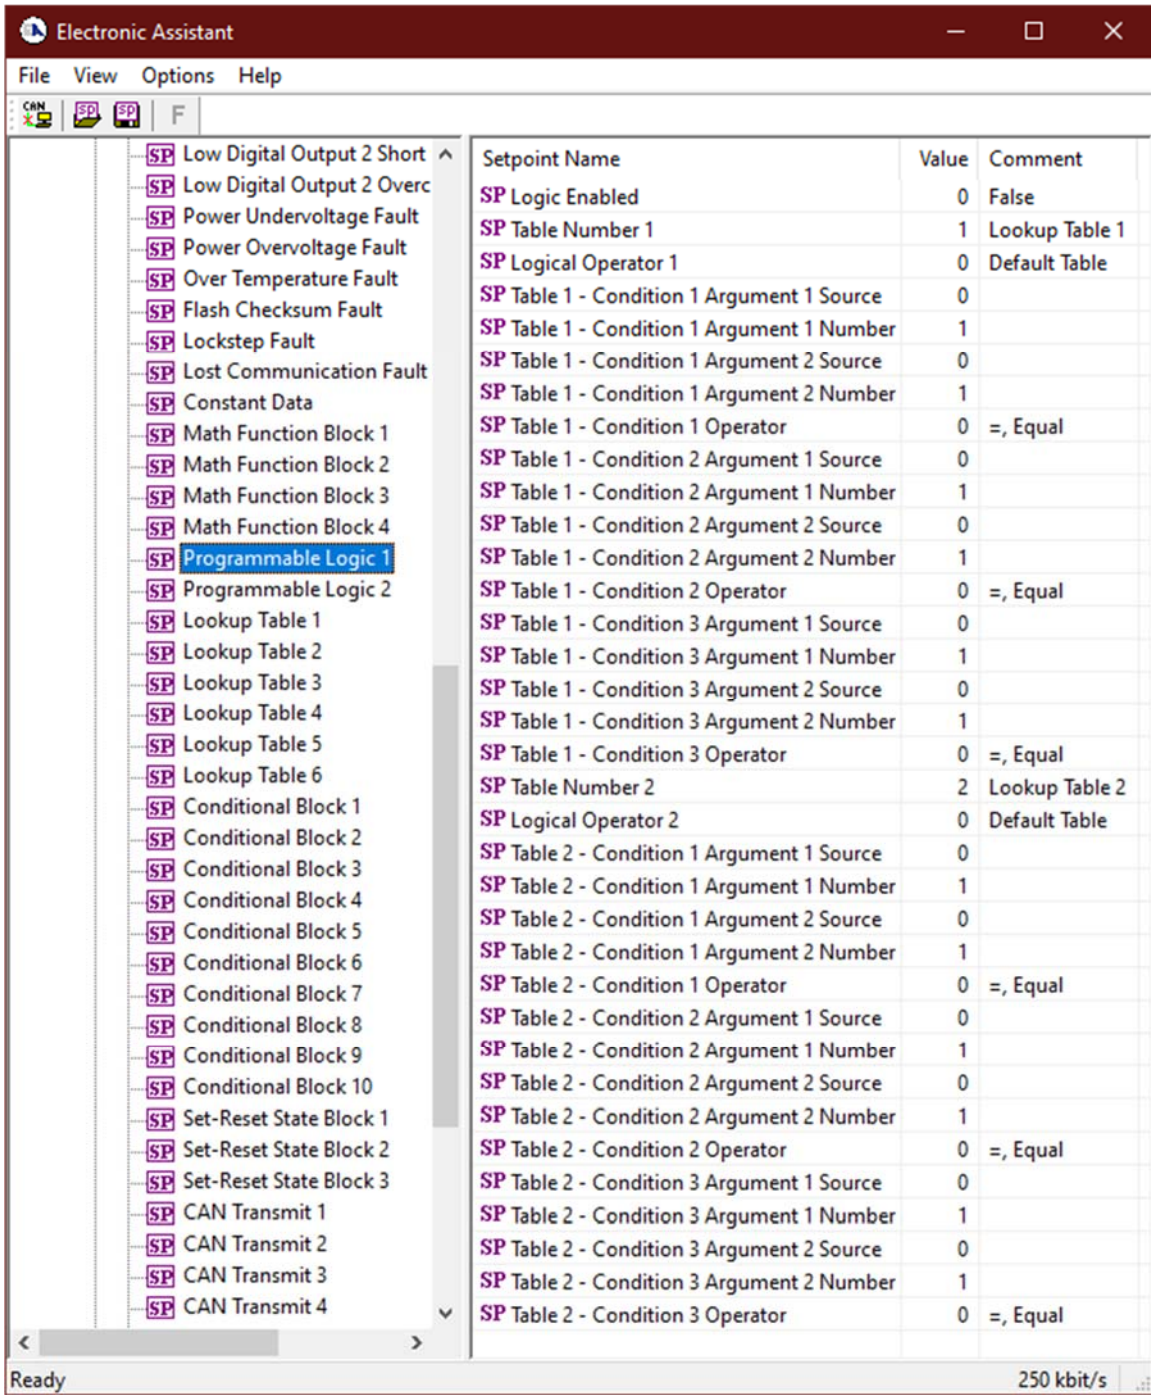 Electronic Assistant
File View Options Help
CAN SP SP F
SP Low Digital Output 2 Short
SP Low Digital Output 2 Overc
SP Power Undervoltage Fault
SP Power Overvoltage Fault
SP Over Temperature Fault
SP Flash Checksum Fault
SP Lockstep Fault
SP Lost Communication Fault
SP Constant Data
SP Math Function Block 1
SP Math Function Block 2
SP Math Function Block 3
SP Math Function Block 4
SP Programmable Logic 1
SP Programmable Logic 2
SP Lookup Table 1
SP Lookup Table 2
SP Lookup Table 3
SP Lookup Table 4
SP Lookup Table 5
SP Lookup Table 6
SP Conditional Block 1
SP Conditional Block 2
SP Conditional Block 3
SP Conditional Block 4
SP Conditional Block 5
SP Conditional Block 6
SP Conditional Block 7
SP Conditional Block 8
SP Conditional Block 9
SP Conditional Block 10
SP Set-Reset State Block 1
SP Set-Reset State Block 2
SP Set-Reset State Block 3
SP CAN Transmit 1
SP CAN Transmit 2
SP CAN Transmit 3
SP CAN Transmit 4
Setpoint Name Value Comment
SP Logic Enabled 0 False
SP Table Number 1 1 Lookup Table 1
SP Logical Operator 1 0 Default Table
SP Table 1 - Condition 1 Argument 1 Source 0
SP Table 1 - Condition 1 Argument 1 Number 1
SP Table 1 - Condition 1 Argument 2 Source 0
SP Table 1 - Condition 1 Argument 2 Number 1
SP Table 1 - Condition 1 Operator 0 =, Equal
SP Table 1 - Condition 2 Argument 1 Source 0
SP Table 1 - Condition 2 Argument 1 Number 1
SP Table 1 - Condition 2 Argument 2 Source 0
SP Table 1 - Condition 2 Argument 2 Number 1
SP Table 1 - Condition 2 Operator 0 =, Equal
SP Table 1 - Condition 3 Argument 1 Source 0
SP Table 1 - Condition 3 Argument 1 Number 1
SP Table 1 - Condition 3 Argument 2 Source 0
SP Table 1 - Condition 3 Argument 2 Number 1
SP Table 1 - Condition 3 Operator 0 =, Equal
SP Table Number 2 2 Lookup Table 2
SP Logical Operator 2 0 Default Table
SP Table 2 - Condition 1 Argument 1 Source 0
SP Table 2 - Condition 1 Argument 1 Number 1
SP Table 2 - Condition 1 Argument 2 Source 0
SP Table 2 - Condition 1 Argument 2 Number 1
SP Table 2 - Condition 1 Operator 0 =, Equal
SP Table 2 - Condition 2 Argument 1 Source 0
SP Table 2 - Condition 2 Argument 1 Number 1
SP Table 2 - Condition 2 Argument 2 Source 0
SP Table 2 - Condition 2 Argument 2 Number 1
SP Table 2 - Condition 2 Operator 0 =, Equal
SP Table 2 - Condition 3 Argument 1 Source 0
SP Table 2 - Condition 3 Argument 1 Number 1
SP Table 2 - Condition 3 Argument 2 Source 0
SP Table 2 - Condition 3 Argument 2 Number 1
SP Table 2 - Condition 3 Operator 0 =, Equal
Ready 250 kbit/s